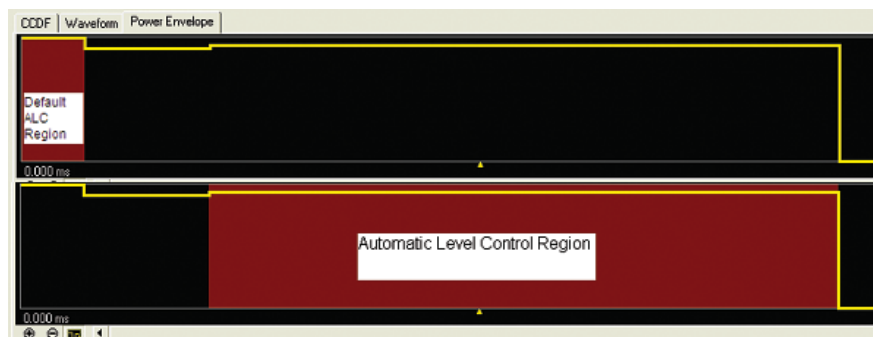 CCDF Waveform Power Envelope
Default
ALC
Region
0.000 ms
Automatic Level Control Region
0.000 ms